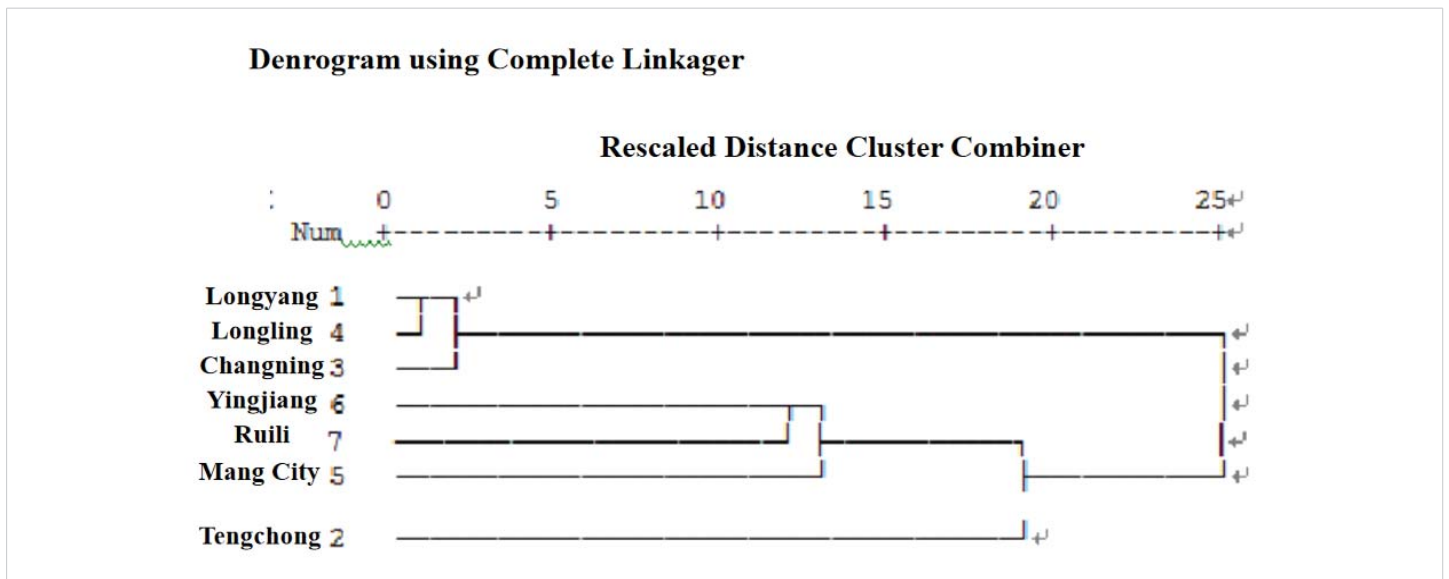 Denrogram using Complete Linkager
Rescaled Distance Cluster Combiner
: 0 5 10 15 20 25↵
Num +---------+---------+---------+---------+---------+↵
Longyang 1
Longling 4
Changning 3
Yingjiang 6
Ruili 7
Mang City 5
Tengchong 2